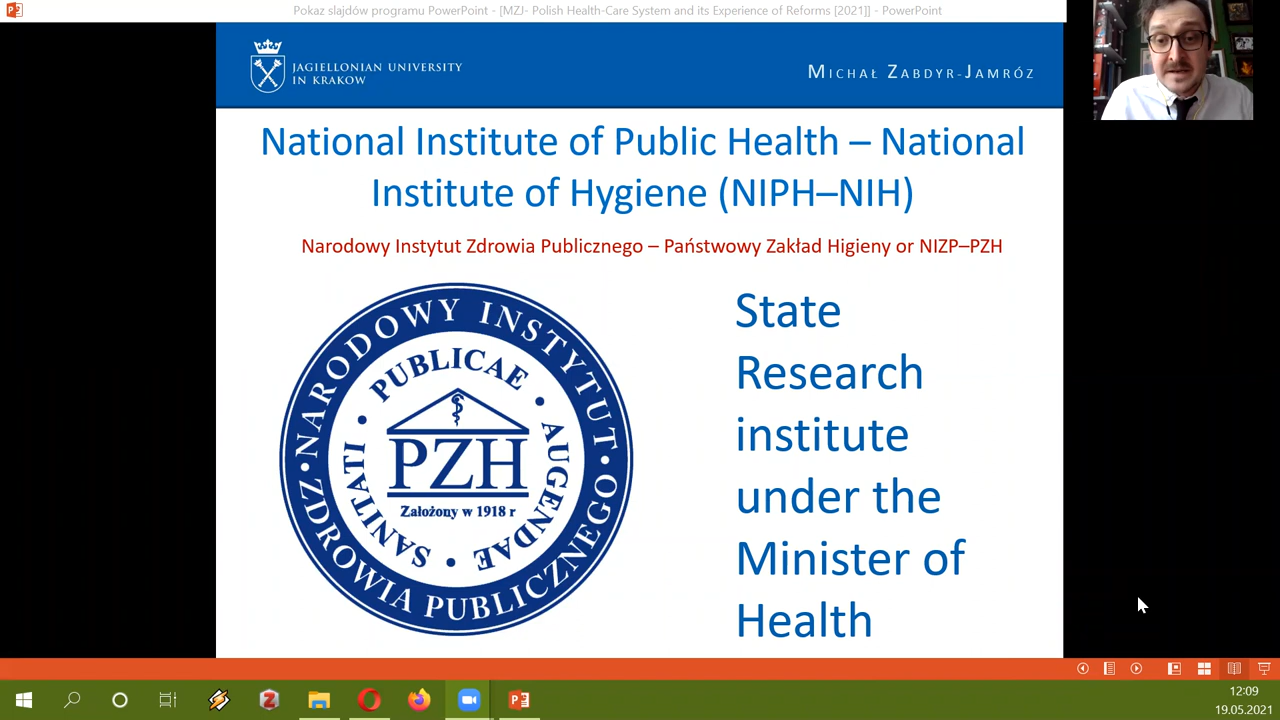 Pokaz slajdów programu PowerPoint - [MZJ- Polish Health-Care System and its Experience of Reforms [2021]] - PowerPoint
JAGIELLONIAN UNIVERSITY
IN KRAKOW
MICHAŁ ZABDYR-JAMRÓZ
National Institute of Public Health – National
Institute of Hygiene (NIPH–NIH)
Narodowy Instytut Zdrowia Publicznego – Państwowy Zakład Higieny or NIZP–PZH
NARODOWY INSTYTUT
ZDROWIA PUBLICZNEGO
SANITATI PUBLICAE AUGENDAE
PZH
Założony w 1918 r
State
Research
institute
under the
Minister of
Health
12:09
19.05.2021